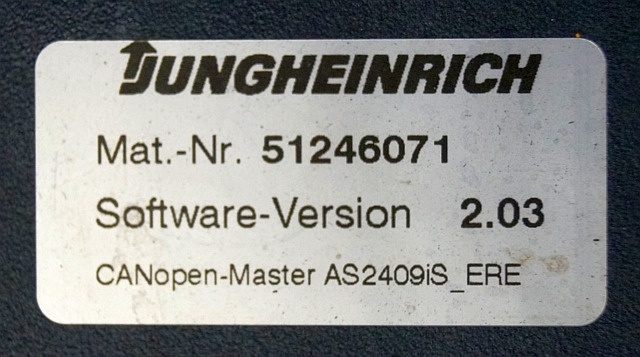 JUNGHEINRICH
Mat.-Nr. 51246071
Software-Version 2.03
CANopen-Master AS2409iS_ERE